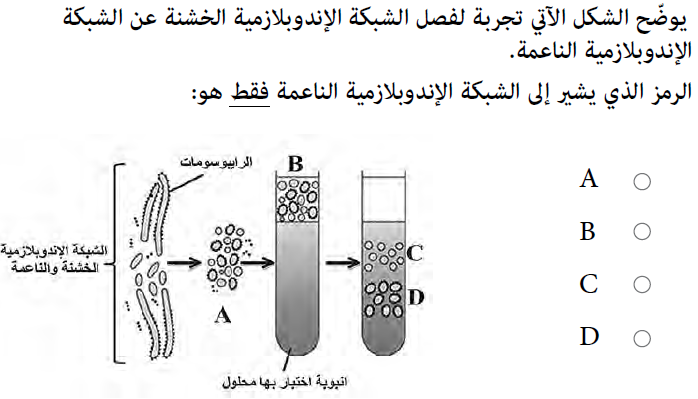 يوضّح الشكل الآتي تجربة لفصل الشبكة الإندوبلازمية الخشنة عن الشبكة
الإندوبلازمية الناعمة.
الرمز الذي يشير إلى الشبكة الإندوبلازمية الناعمة فقط هو:
الرايبوسومات
B
الشبكة الإندوبلازمية
الخشنة والناعمة
A
C
D
انبوبة اختبار بها محلول
A
B
C
D